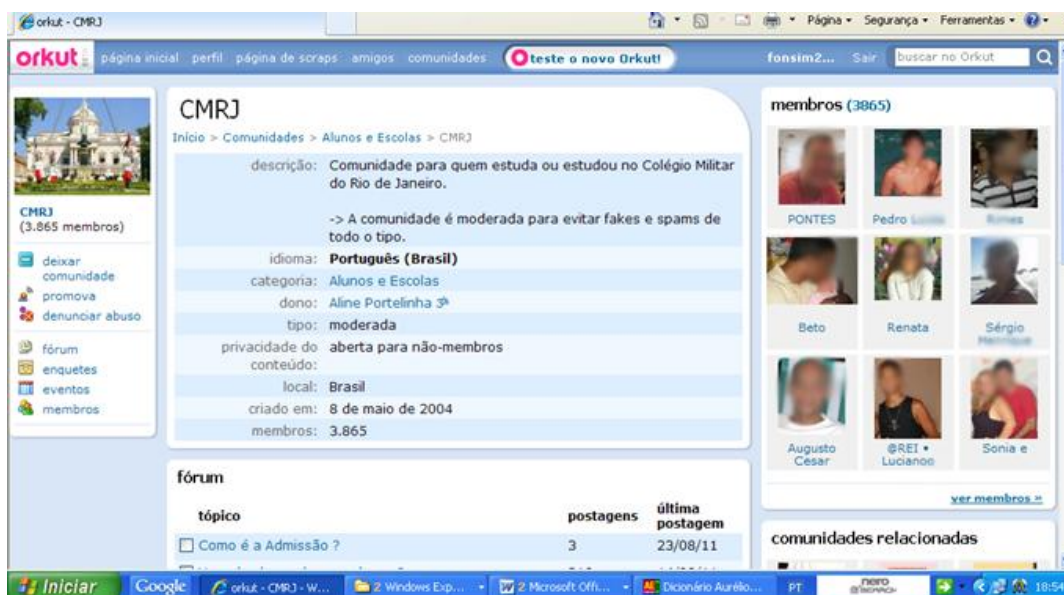 orkut - CMRJ
Página
Segurança
Ferramentas
orkut
página inicial
perfil
página de scraps
amigos
comunidades
teste o novo Orkut!
fonsim2...
Sair
buscar no Orkut
CMRJ
(3.865 membros)
deixar
comunidade
promova
denunciar abuso
fórum
enquetes
eventos
membros
CMRJ
Início > Comunidades > Alunos e Escolas > CMRJ
descrição: Comunidade para quem estuda ou estudou no Colégio Militar
do Rio de Janeiro.
-> A comunidade é moderada para evitar fakes e spams de
todo o tipo.
idioma: Português (Brasil)
categoria: Alunos e Escolas
dono: Aline Portelinha
tipo: moderada
privacidade do aberta para não-membros
conteúdo:
local: Brasil
criado em: 8 de maio de 2004
membros: 3.865
fórum
tópico postagens última
postagem
Como é a Admissão ? 3 23/08/11
membros (3865)
PONTES
Pedro
Beto
Renata
Sérgio
Augusto
Cesar
@REI •
Lucianoo
Sonia e
ver membros »
comunidades relacionadas
Iniciar
Google
orkut - CMRJ - W...
2 Windows Exp...
2 Microsoft Offi...
Dicionário Aurélio...
PT
nero
18:54